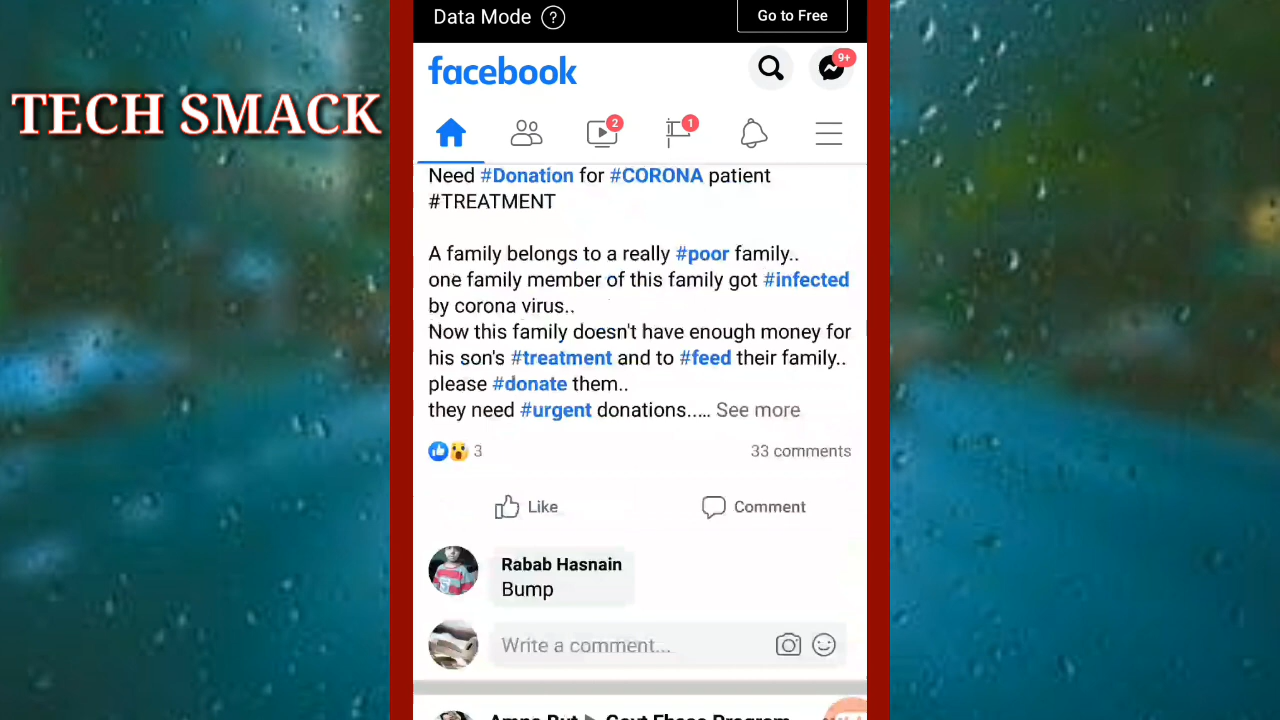 Data Mode ?
Go to Free
TECH SMACK
facebook
9+
2
1
Need #Donation for #CORONA patient
#TREATMENT
A family belongs to a really #poor family..
one family member of this family got #infected
by corona virus..
Now this family doesn't have enough money for
his son's #treatment and to #feed their family..
please #donate them..
they need #urgent donations..... See more
3
33 comments
Like
Comment
Rabab Hasnain
Bump
Write a comment...